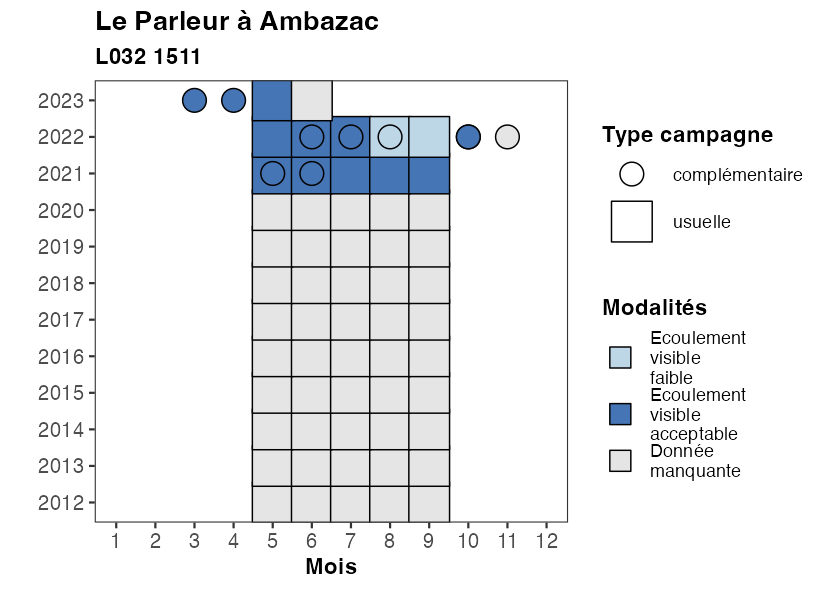 Le Parleur à Ambazac
L032 1511
2023
2022
2021
2020
2019
2018
2017
2016
2015
2014
2013
2012
1 2 3 4 5 6 7 8 9 10 11 12
Mois
Type campagne
complémentaire
usuelle
Modalités
Ecoulement
visible
faible
Ecoulement
visible
acceptable
Donnée
manquante